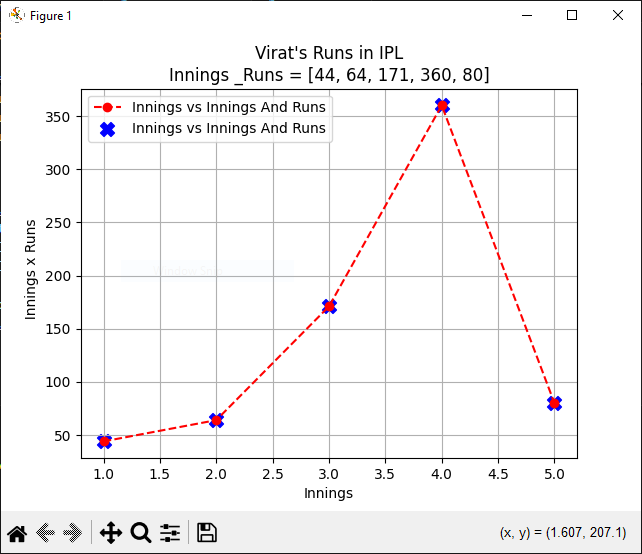 Figure 1
Virat's Runs in IPL
Innings _Runs = [44, 64, 171, 360, 80]
Innings vs Innings And Runs
Innings vs Innings And Runs
350
300
250
200
150
100
50
Innings x Runs
1.0 1.5 2.0 2.5 3.0 3.5 4.0 4.5 5.0
Innings
(x, y) = (1.607, 207.1)